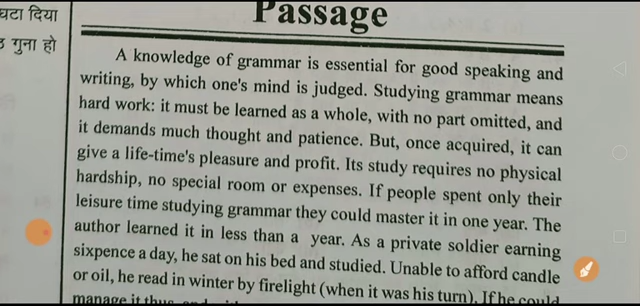 घटा दिया
गुना हो
Passage
A knowledge of grammar is essential for good speaking and
writing, by which one's mind is judged. Studying grammar means
hard work: it must be learned as a whole, with no part omitted, and
it demands much thought and patience. But, once acquired, it can
give a life-time's pleasure and profit. Its study requires no physical
hardship, no special room or expenses. If people spent only their
leisure time studying grammar they could master it in one year. The
author learned it in less than a year. As a private soldier earning
sixpence a day, he sat on his bed and studied. Unable to afford candle
or oil, he read in winter by firelight (when it was his turn). If he could
manage it thus